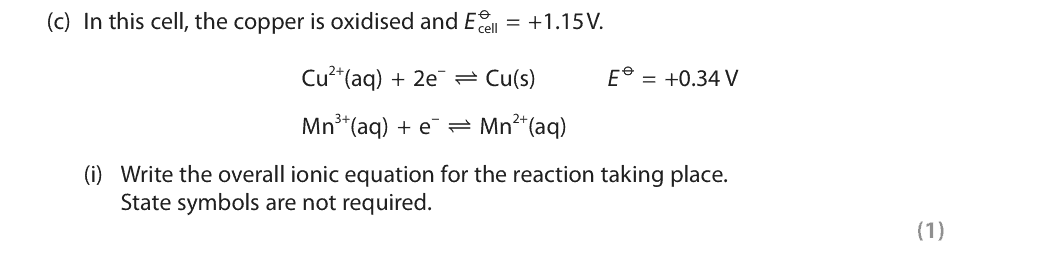 (c) In this cell, the copper is oxidised and E⦵cell = +1.15 V.
Cu²⁺(aq) + 2e⁻ ⇌ Cu(s) E⦵ = +0.34 V
Mn³⁺(aq) + e⁻ ⇌ Mn²⁺(aq)
(i) Write the overall ionic equation for the reaction taking place.
State symbols are not required.
(1)